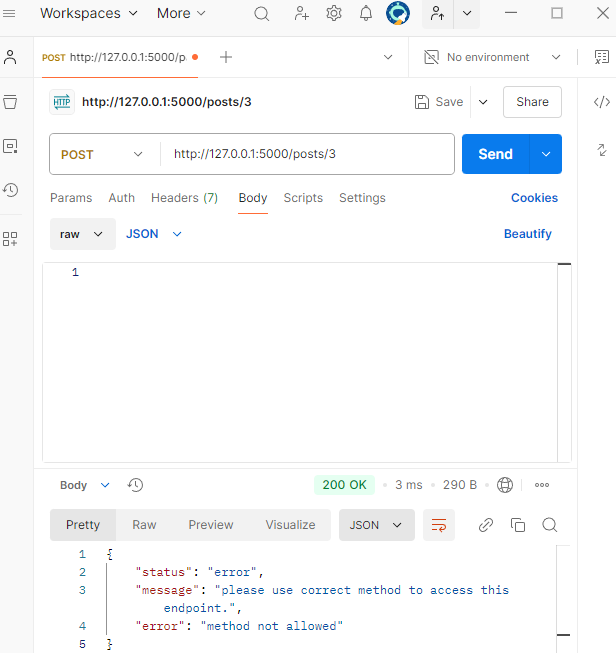 Workspaces More
POST http://127.0.0.1:5000/p No environment
HTTP http://127.0.0.1:5000/posts/3 Save Share
POST http://127.0.0.1:5000/posts/3 Send
Params Auth Headers (7) Body Scripts Settings Cookies
raw JSON Beautify
1
Body 200 OK 3 ms 290 B
Pretty Raw Preview Visualize JSON
1 {
2 "status": "error",
3 "message": "please use correct method to access this
endpoint.",
4 "error": "method not allowed"
5 }